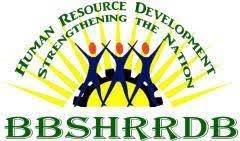 Human Resource Development
Strengthening the Nation
BBSHRRDB